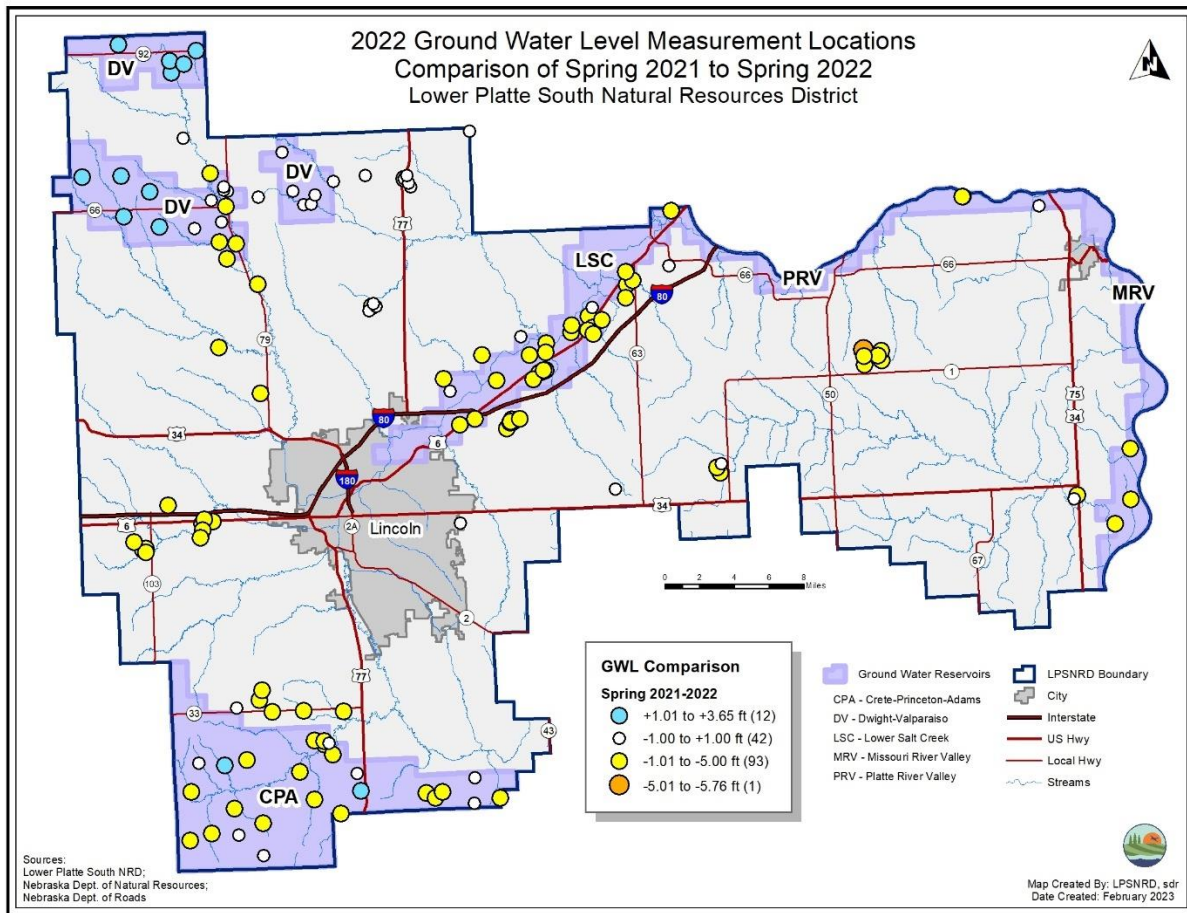 2022 Ground Water Level Measurement Locations
Comparison of Spring 2021 to Spring 2022
Lower Platte South Natural Resources District
N
92
DV
DV
DV
66
77
LSC
66
PRV
66
MRV
80
79
63
1
50
75
34
34
80
6
180
6
2A
Lincoln
34
103
67
2
0 2 4 6 8
Miles
77
33
43
CPA
GWL Comparison
Spring 2021-2022
+1.01 to +3.65 ft (12)
-1.00 to +1.00 ft (42)
-1.01 to -5.00 ft (93)
-5.01 to -5.76 ft (1)
Ground Water Reservoirs
CPA - Crete-Princeton-Adams
DV - Dwight-Valparaiso
LSC - Lower Salt Creek
MRV - Missouri River Valley
PRV - Platte River Valley
LPSNRD Boundary
City
Interstate
US Hwy
Local Hwy
Streams
Sources:
Lower Platte South NRD;
Nebraska Dept. of Natural Resources;
Nebraska Dept. of Roads
Map Created By: LPSNRD, sdr
Date Created: February 2023